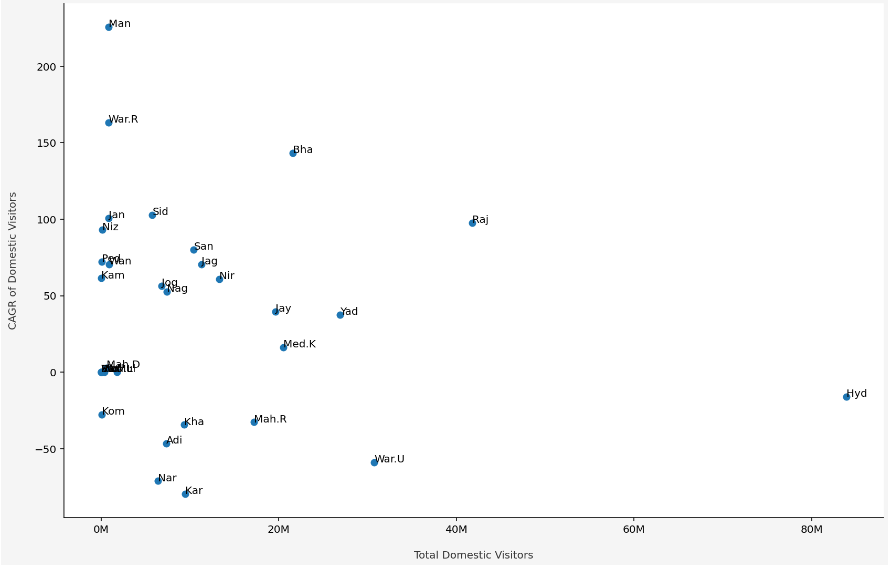 Man
200
War.R
150
Bha
Jan
Sid
Raj
100
Niz
San
Ped
Wan
Jag
Kam
Jog
Nir
Nag
50
Jay
Yad
Med.K
Mah.D
0
Hyd
Kom
Kha
Mah.R
Adi
−50
War.U
Nar
Kar
0M 20M 40M 60M 80M
Total Domestic Visitors
CAGR of Domestic Visitors